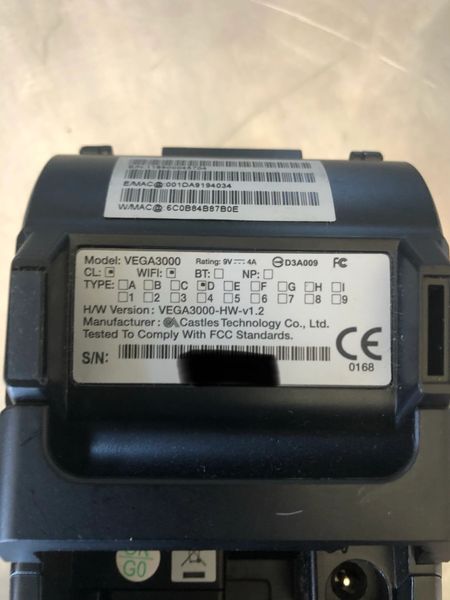 E/MAC 001DA9194034
W/MAC :6C0B84B87B0E
Model: VEGA3000 Rating: 9V 4A D3A009 FC
CL: WIFI: BT: NP:
TYPE: A B C D E F G H I
1 2 3 4 5 6 7 8 9
H/W Version : VEGA3000-HW-v1.2
Manufacturer : CA Castles Technology Co., Ltd.
Tested To Comply With FCC Standards.
S/N:
CE
0168
G0